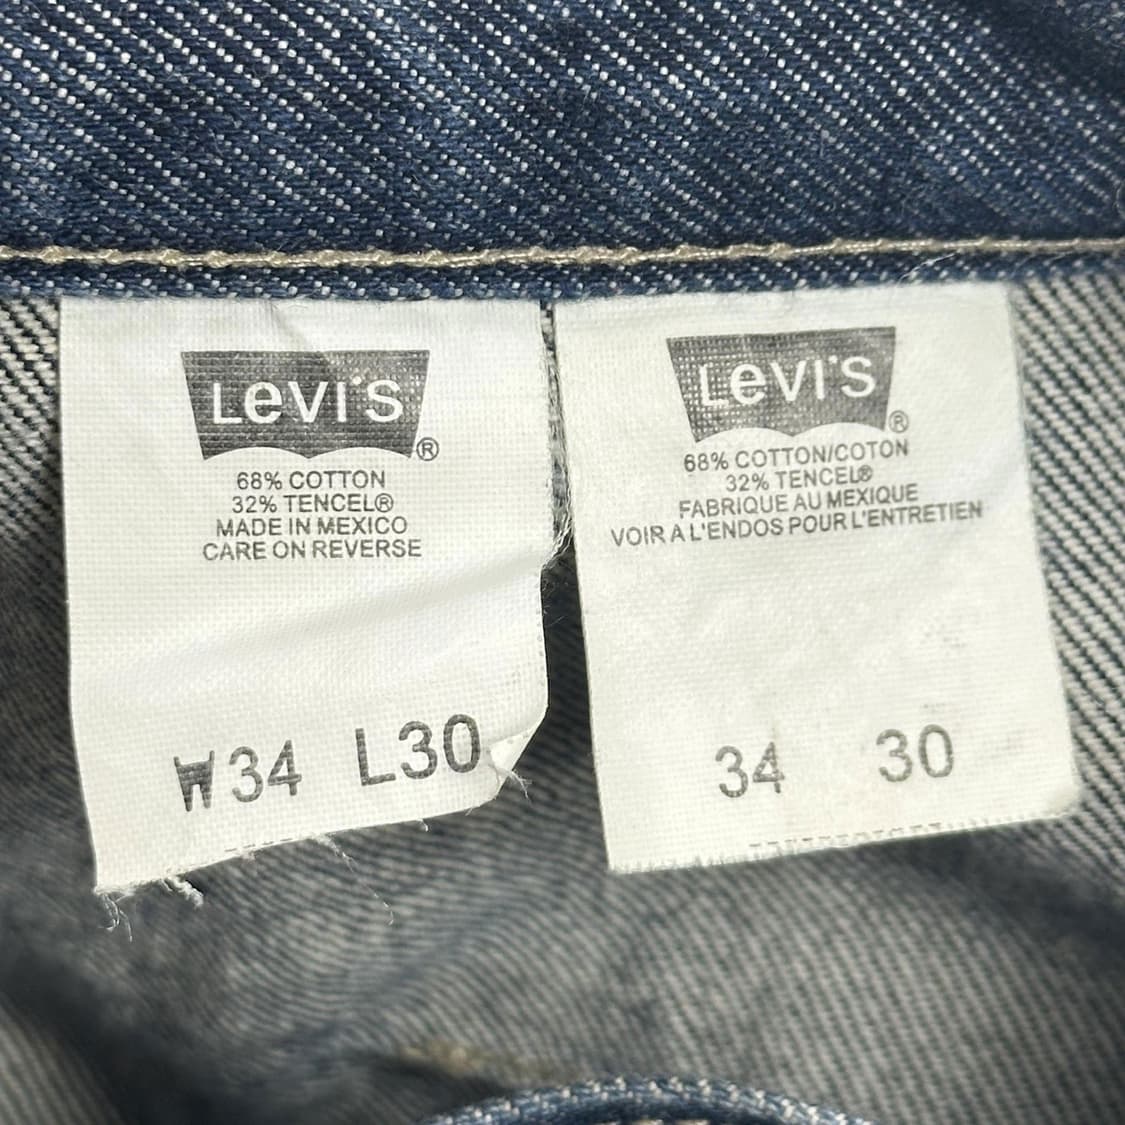 Levi's®
68% COTTON
32% TENCEL®
MADE IN MEXICO
CARE ON REVERSE
W34 L30
Levi's®
68% COTTON/COTON
32% TENCEL®
FABRIQUE AU MEXIQUE
VOIR A L'ENDOS POUR L'ENTRETIEN
34 30